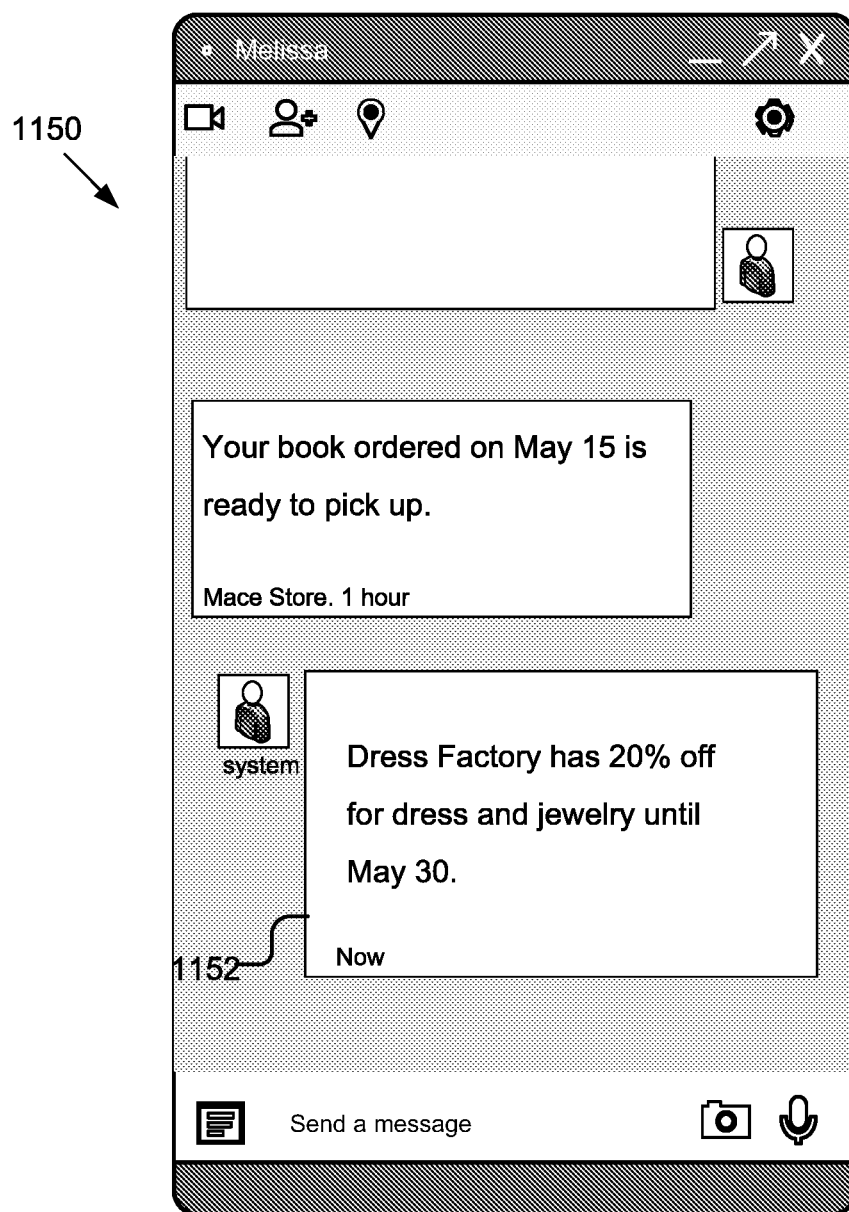 Melissa
1150
Your book ordered on May 15 is
ready to pick up.
Mace Store. 1 hour
system
Dress Factory has 20% off
for dress and jewelry until
May 30.
Now
1152
Send a message